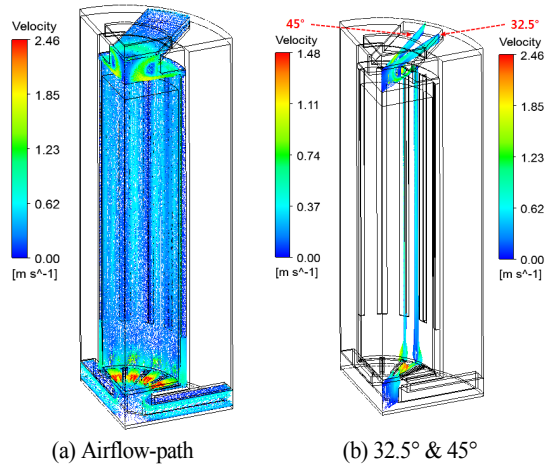 Velocity
2.46
1.85
1.23
0.62
0.00
[m s^-1]
(a) Airflow-path
45°
32.5°
Velocity
1.48
1.11
0.74
0.37
0.00
[m s^-1]
Velocity
2.46
1.85
1.23
0.62
0.00
[m s^-1]
(b) 32.5° & 45°